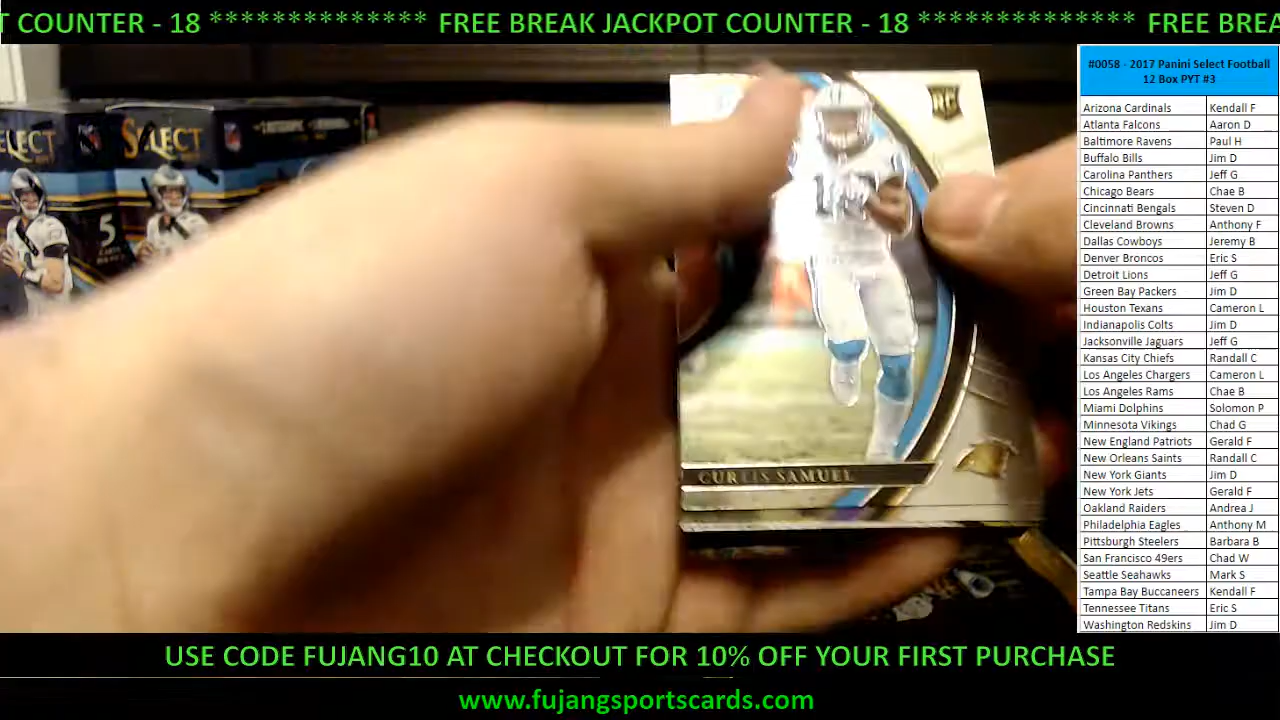 T COUNTER - 18 ************** FREE BREAK JACKPOT COUNTER - 18 ************** FREE BREA
#0058 - 2017 Panini Select Football
12 Box PYT #3
Arizona Cardinals Kendall F
Atlanta Falcons Aaron D
Baltimore Ravens Paul H
Buffalo Bills Jim D
Carolina Panthers Jeff G
Chicago Bears Chae B
Cincinnati Bengals Steven D
Cleveland Browns Anthony F
Dallas Cowboys Jeremy B
Denver Broncos Eric S
Detroit Lions Jeff G
Green Bay Packers Jim D
Houston Texans Cameron L
Indianapolis Colts Jim D
Jacksonville Jaguars Jeff G
Kansas City Chiefs Randall C
Los Angeles Chargers Cameron L
Los Angeles Rams Chae B
Miami Dolphins Solomon P
Minnesota Vikings Chad G
New England Patriots Gerald F
New Orleans Saints Randall C
New York Giants Jim D
New York Jets Gerald F
Oakland Raiders Andrea J
Philadelphia Eagles Anthony M
Pittsburgh Steelers Barbara B
San Francisco 49ers Chad W
Seattle Seahawks Mark S
Tampa Bay Buccaneers Kendall F
Tennessee Titans Eric S
Washington Redskins Jim D
ELECT
SELECT
5
RC
CURTIS SAMUEL
USE CODE FUJANG10 AT CHECKOUT FOR 10% OFF YOUR FIRST PURCHASE
www.fujangsportscards.com